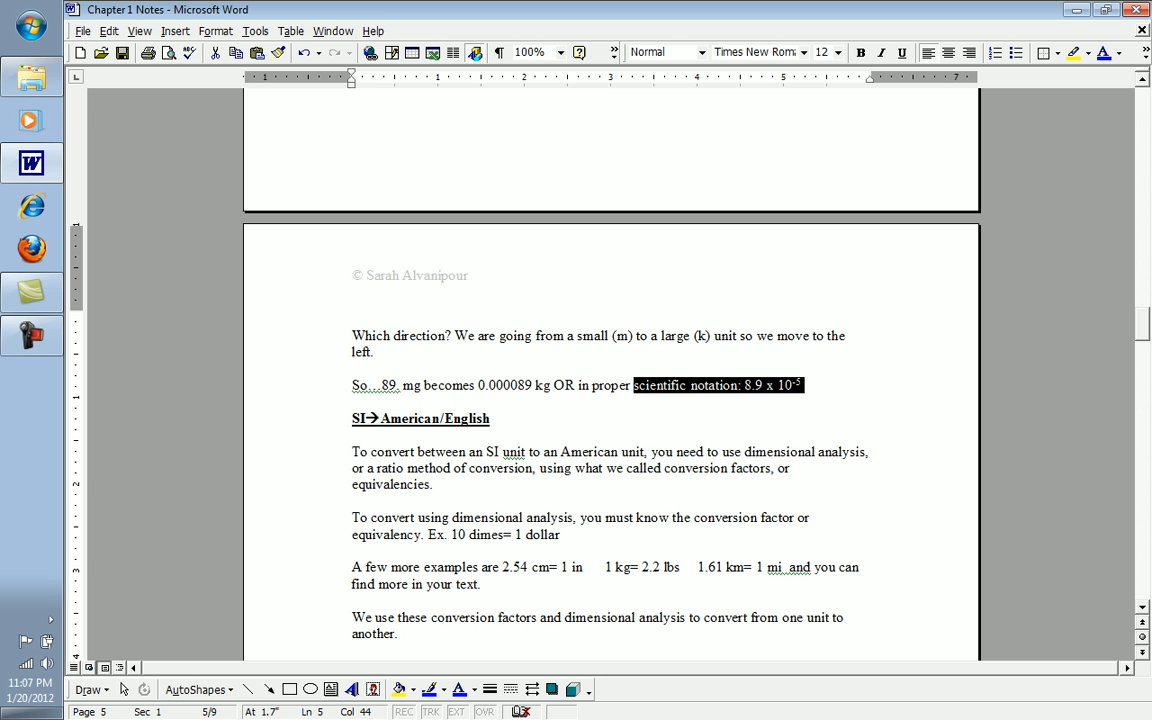 Chapter 1 Notes - Microsoft Word
File Edit View Insert Format Tools Table Window Help
100% Normal Times New Roma 12 B I U
1 1 2 3 4 5 7
© Sarah Alvanipour
Which direction? We are going from a small (m) to a large (k) unit so we move to the
left.
So…89. mg becomes 0.000089 kg OR in proper scientific notation: 8.9 x 10⁻⁵
SI→American/English
To convert between an SI unit to an American unit, you need to use dimensional analysis,
or a ratio method of conversion, using what we called conversion factors, or
equivalencies.
To convert using dimensional analysis, you must know the conversion factor or
equivalency. Ex. 10 dimes= 1 dollar
A few more examples are 2.54 cm= 1 in 1 kg= 2.2 lbs 1.61 km= 1 mi and you can
find more in your text.
We use these conversion factors and dimensional analysis to convert from one unit to
another.
Draw AutoShapes
Page 5 Sec 1 5/9 At 1.7" Ln 5 Col 44 REC TRK EXT OVR
11:07 PM
1/20/2012